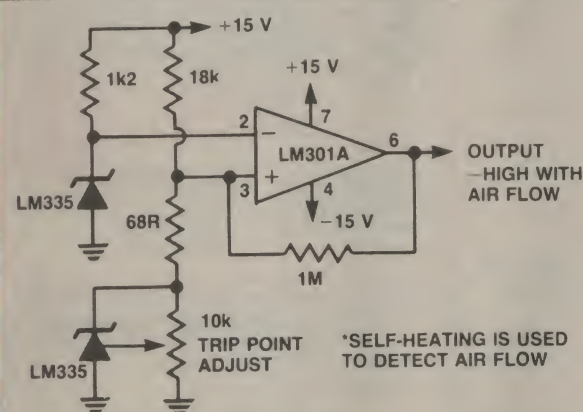 +15 V
1k2
18k
+15 V
2
7
6
LM301A
3
4
OUTPUT
–HIGH WITH
AIR FLOW
LM335
–15 V
68R
1M
10k
TRIP POINT
ADJUST
LM335
*SELF-HEATING IS USED
TO DETECT AIR FLOW